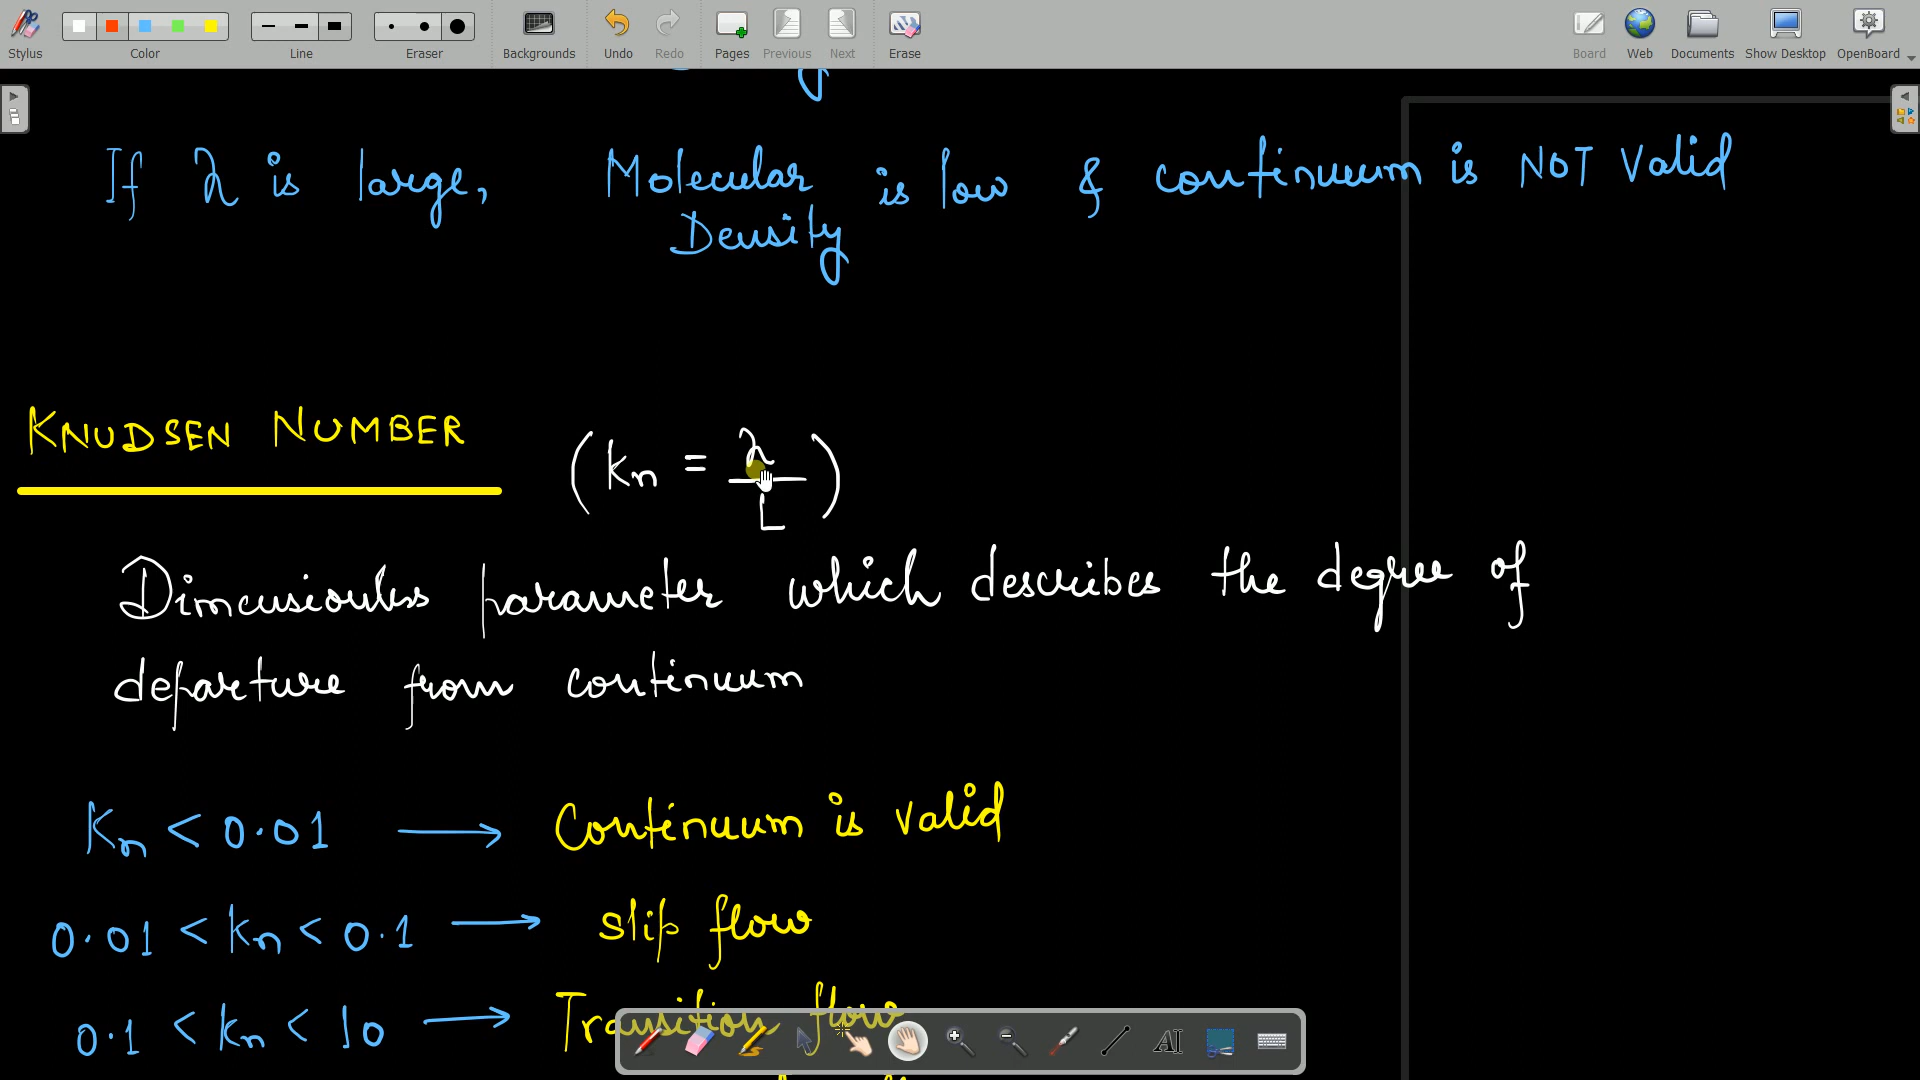 Stylus Color Line Eraser Backgrounds Undo Redo Pages Previous Next Erase Board Web Documents Show Desktop OpenBoard
If λ is large, Molecular Density is low & continuum is NOT Valid
KNUDSEN NUMBER (kn = λ/L)
Dimensionless parameter which describes the degree of
departure from continuum
Kn < 0.01 → Continuum is valid
0.01 < kn < 0.1 → slip flow
0.1 < kn < 10 → Transition flow